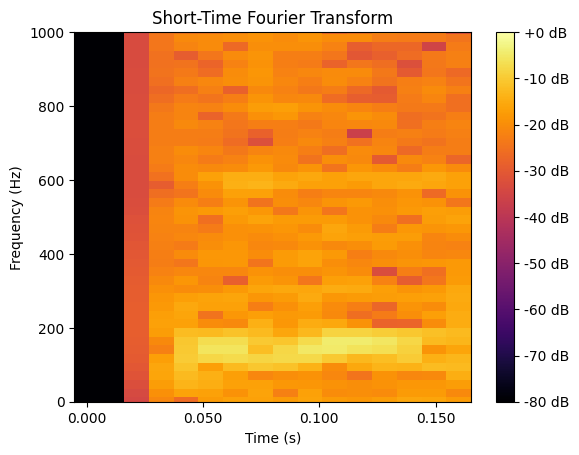 Short-Time Fourier Transform
1000
800
600
400
200
0
Frequency (Hz)
0.000
0.050
0.100
0.150
Time (s)
+0 dB
-10 dB
-20 dB
-30 dB
-40 dB
-50 dB
-60 dB
-70 dB
-80 dB